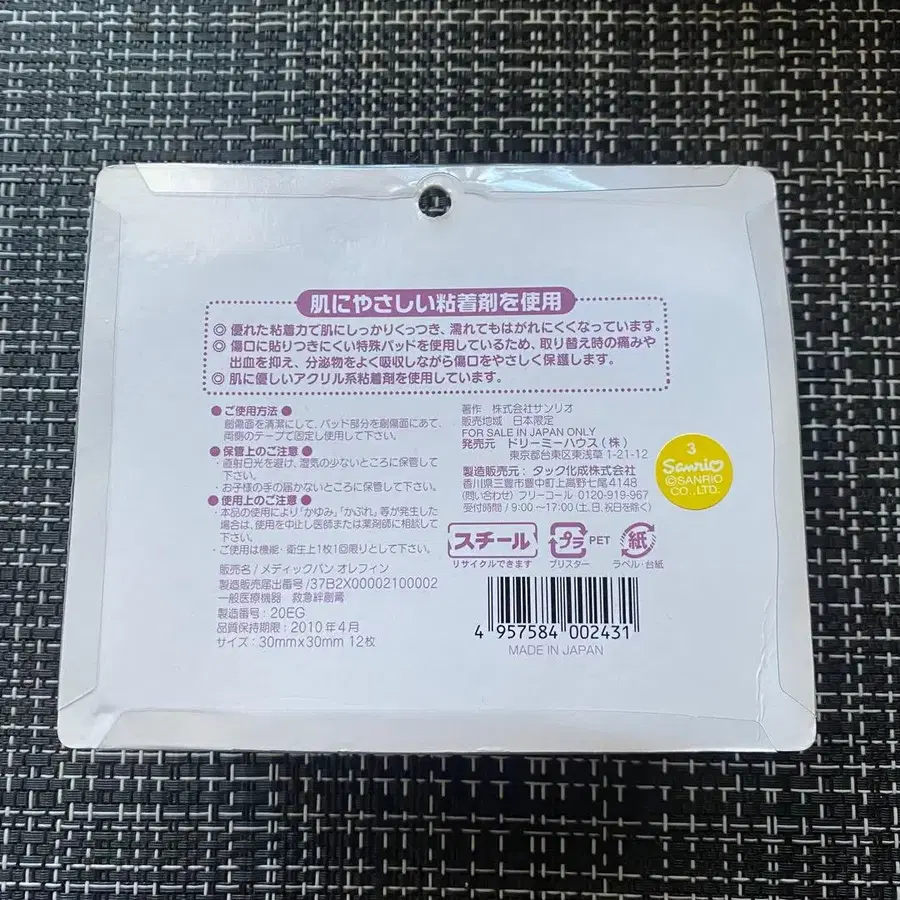 肌にやさしい粘着剤を使用
◎ 優れた粘着力で肌にしっかりくっつき、濡れてもはがれにくくなっています。
◎ 傷口に貼りつきにくい特殊パッドを使用しているため、取り替え時の痛みや
出血を抑え、分泌物をよく吸収しながら傷口をやさしく保護します。
◎ 肌に優しいアクリル系粘着剤を使用しています。
● ご使用方法 ●
創傷面を清潔にして、パッド部分を創傷面にあて、
両側のテープで固定し使用して下さい。
● 保管上のご注意 ●
・直射日光を避け、湿気の少ないところに保管して
下さい。
・お子様の手の届かないところに保管して下さい。
● 使用上のご注意 ●
・本品の使用により「かゆみ」「かぶれ」等が発生した
場合は、使用を中止し医師または薬剤師に相談して
下さい。
・ご使用は機能・衛生上1枚1回限りとして下さい。
販売名/メディックバン オレフィン
製造販売届出番号/37B2X00002100002
一般医療機器 救急絆創膏
製造番号:20EG
品質保持期限:2010年4月
サイズ:30mm×30mm 12枚
著作 株式会社サンリオ
販売地域 日本限定
FOR SALE IN JAPAN ONLY
発売元 ドリーミーハウス(株)
東京都台東区東浅草1-21-12
製造販売元:タック化成株式会社
香川県三豊市豊中町上高野七尾4148
(問い合わせ) フリーコール 0120-919-967
受付時間/9:00〜17:00(土、日、祝日を除く)
3
Sanrio
©SANRIO
CO., LTD.
スチール
リサイクルできます
プラ
PET
ブリスター
紙
ラベル・台紙
4 957584 002431
MADE IN JAPAN